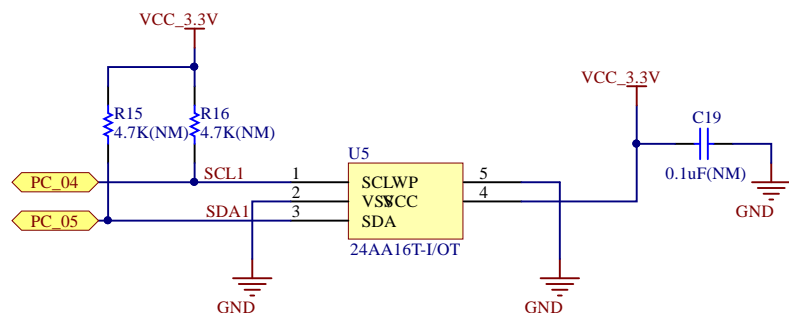 VCC_3.3V
VCC_3.3V
R15
R16
4.7K(NM)
4.7K(NM)
C19
0.1uF(NM)
U5
PC_04
SCL1
1
SCL
WP
5
2
VSS
VCC
4
PC_05
SDA1
3
SDA
24AA16T-I/OT
GND
GND
GND